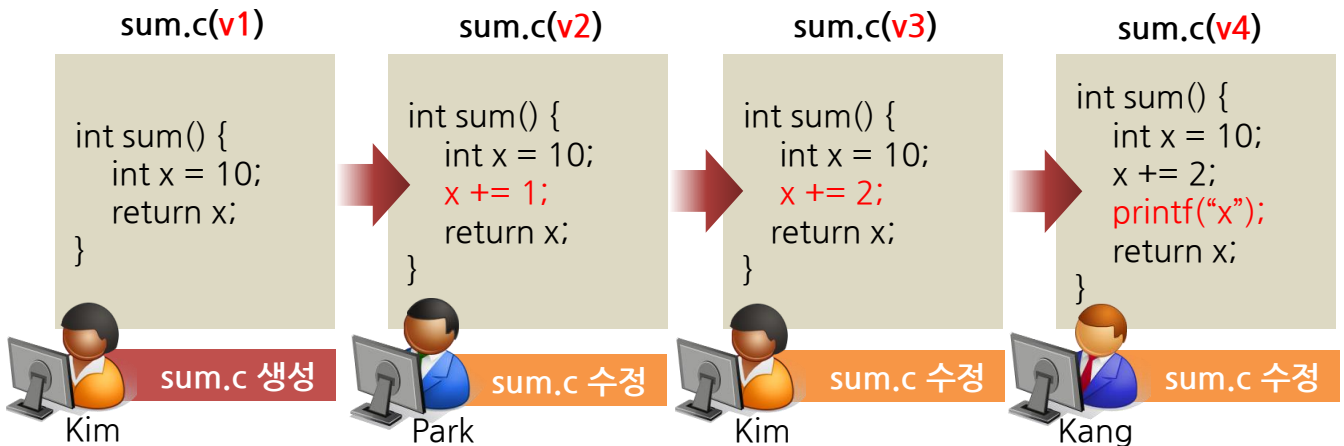 sum.c(v1)
int sum() {
int x = 10;
return x;
}
sum.c 생성
Kim
sum.c(v2)
int sum() {
int x = 10;
x += 1;
return x;
}
sum.c 수정
Park
sum.c(v3)
int sum() {
int x = 10;
x += 2;
return x;
}
sum.c 수정
Kim
sum.c(v4)
int sum() {
int x = 10;
x += 2;
printf(“x”);
return x;
}
sum.c 수정
Kang